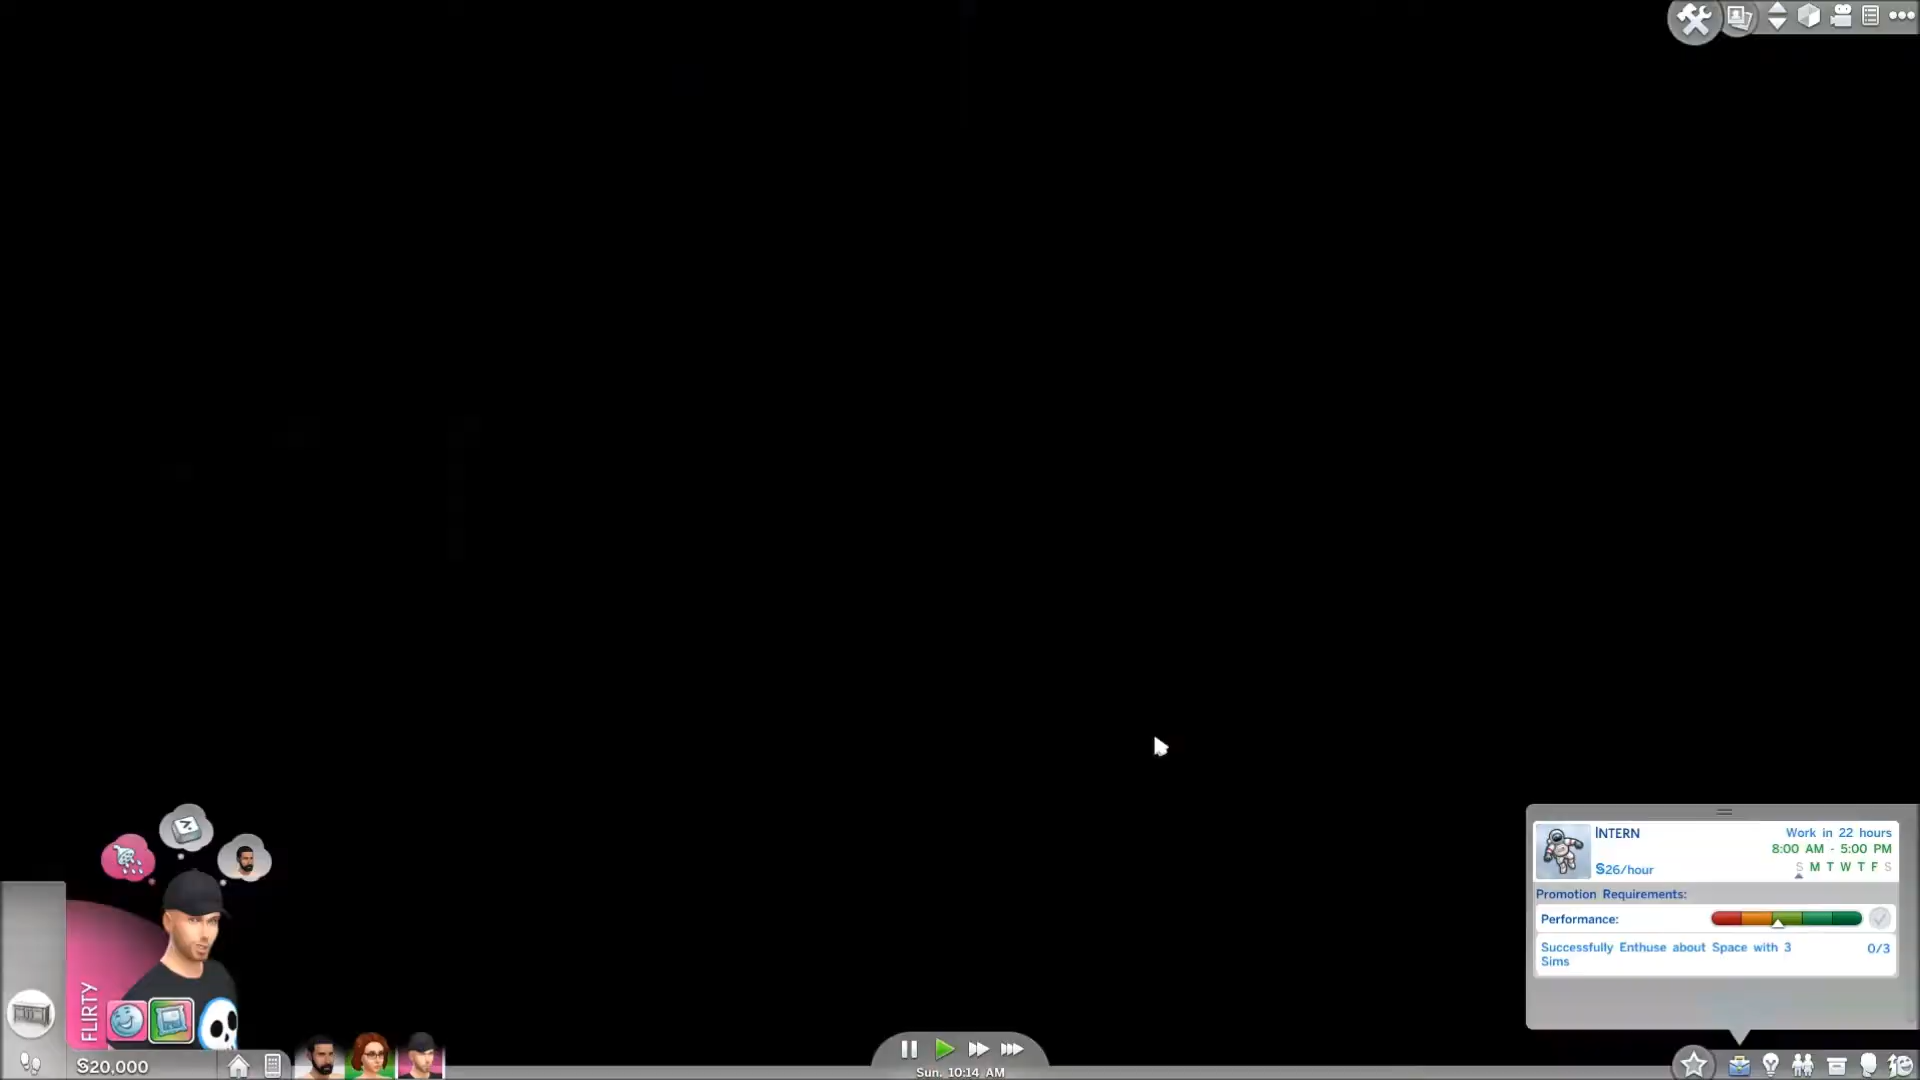 INTERN
Work in 22 hours
8:00 AM - 5:00 PM
S M T W T F S
§26/hour
Promotion Requirements:
Performance:
Successfully Enthuse about Space with 3 Sims
0/3
FLIRTY
§20,000
Sun. 10:14 AM